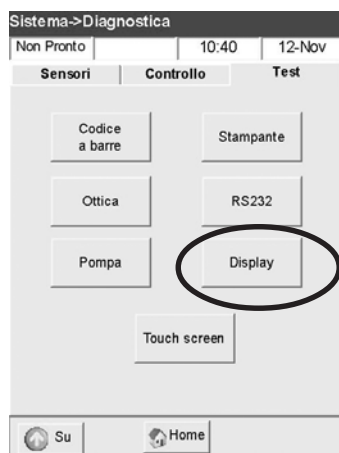 Sistema->Diagnostica
Non Pronto 10:40 12-Nov
Sensori Controllo Test
Codice
a barre
Stampante
Ottica RS232
Pompa Display
Touch screen
Su Home